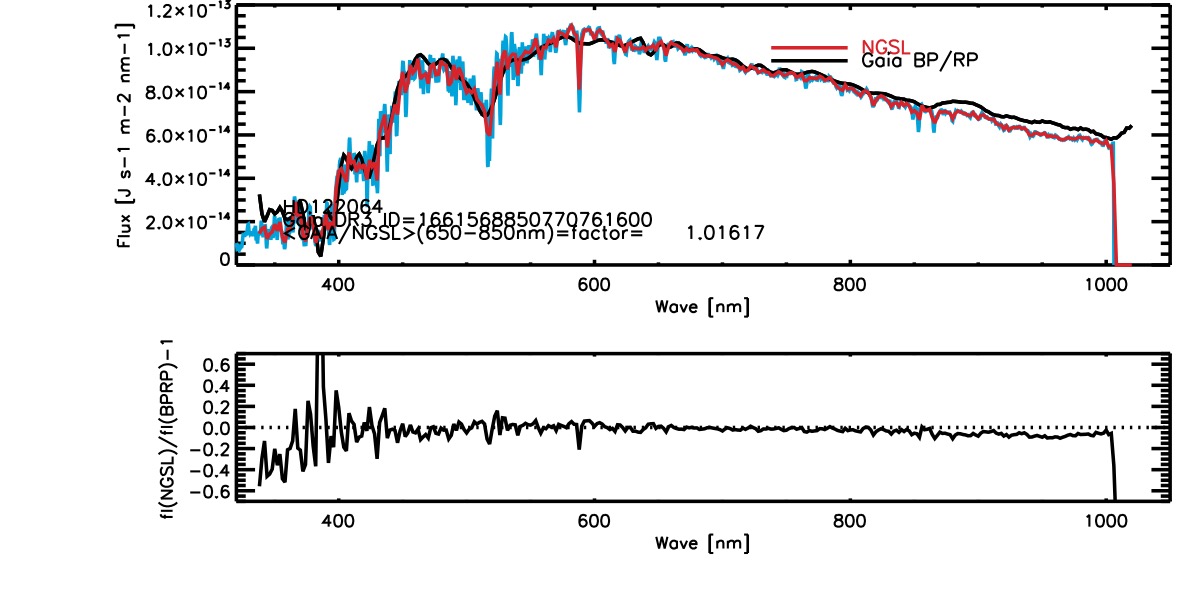 1.2×10−13
1.0×10−13
8.0×10−14
6.0×10−14
4.0×10−14
2.0×10−14
0
Flux [J s−1 m−2 nm−1]
NGSL
Gaia BP/RP
HD122064
Gaia DR3 ID=1661568850770761600
<GAIA/NGSL>(650−850nm)=factor= 1.01617
400 600 800 1000
Wave [nm]
fl(NGSL)/fl(BPRP)−1
0.6
0.4
0.2
0.0
−0.2
−0.4
−0.6
400 600 800 1000
Wave [nm]